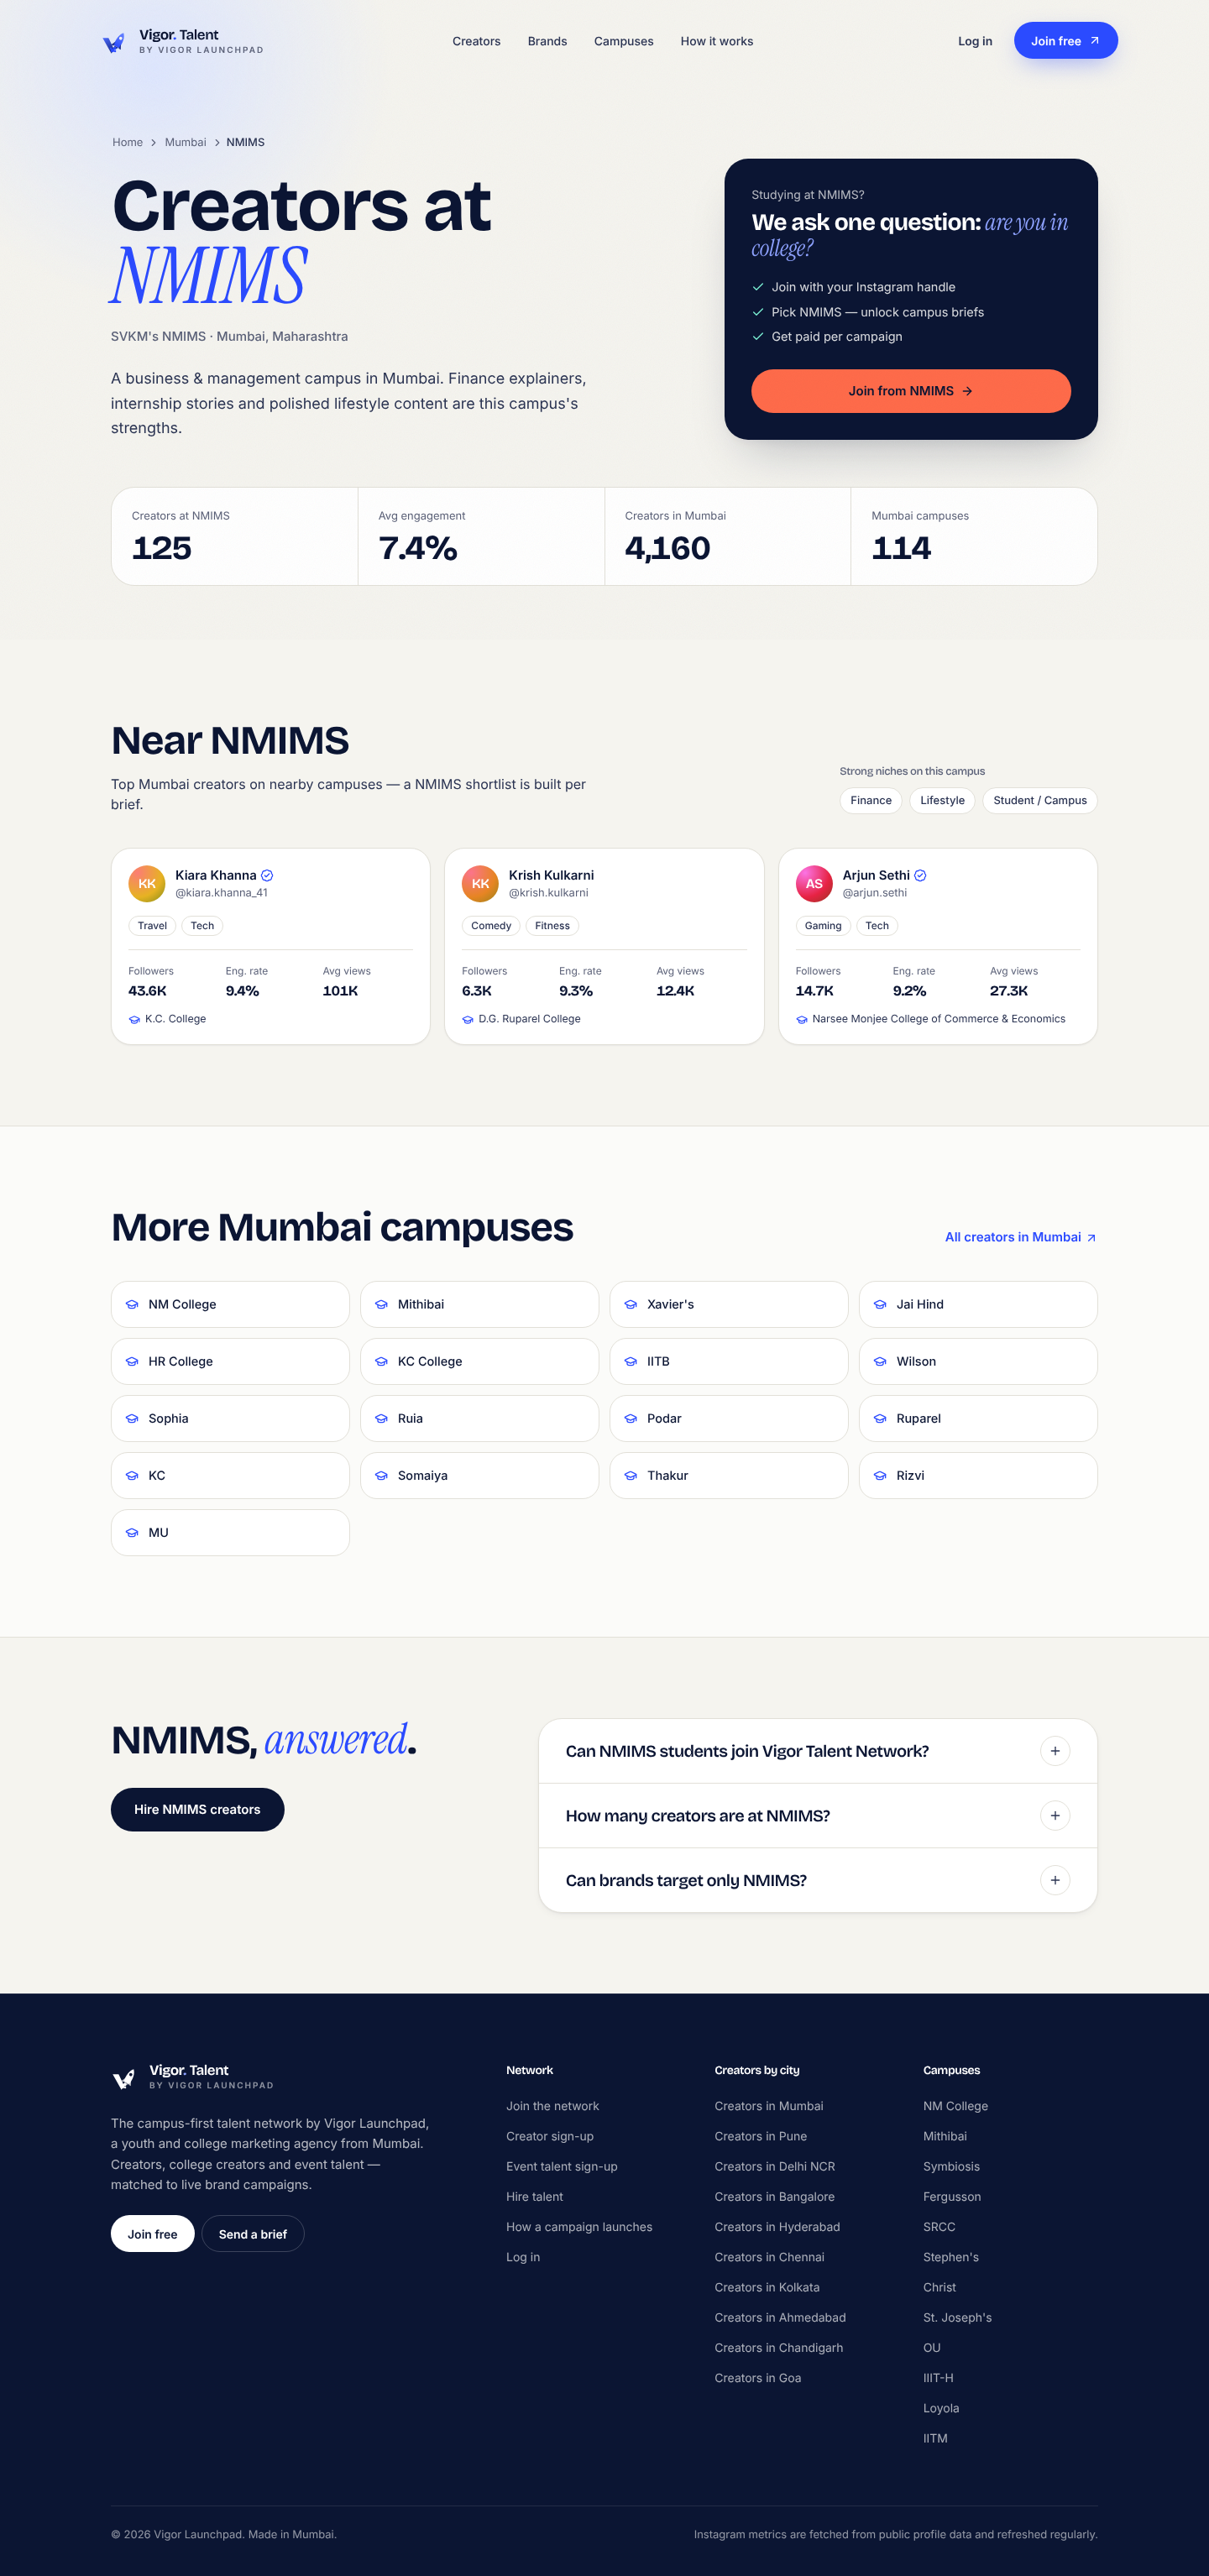 Vigor. Talent
BY VIGOR LAUNCHPAD
Creators
Brands
Campuses
How it works
Log in
Join free
Home
Mumbai
NMIMS
Creators at
NMIMS
SVKM's NMIMS · Mumbai, Maharashtra
A business & management campus in Mumbai. Finance explainers,
internship stories and polished lifestyle content are this campus's
strengths.
Studying at NMIMS?
We ask one question: are you in
college?
Join with your Instagram handle
Pick NMIMS — unlock campus briefs
Get paid per campaign
Join from NMIMS
Creators at NMIMS
125
Avg engagement
7.4%
Creators in Mumbai
4,160
Mumbai campuses
114
Near NMIMS
Top Mumbai creators on nearby campuses — a NMIMS shortlist is built per
brief.
Strong niches on this campus
Finance
Lifestyle
Student / Campus
KK
Kiara Khanna
@kiara.khanna_41
Travel
Tech
Followers
43.6K
Eng. rate
9.4%
Avg views
101K
K.C. College
KK
Krish Kulkarni
@krish.kulkarni
Comedy
Fitness
Followers
6.3K
Eng. rate
9.3%
Avg views
12.4K
D.G. Ruparel College
AS
Arjun Sethi
@arjun.sethi
Gaming
Tech
Followers
14.7K
Eng. rate
9.2%
Avg views
27.3K
Narsee Monjee College of Commerce & Economics
More Mumbai campuses
All creators in Mumbai
NM College
Mithibai
Xavier's
Jai Hind
HR College
KC College
IITB
Wilson
Sophia
Ruia
Podar
Ruparel
KC
Somaiya
Thakur
Rizvi
MU
NMIMS, answered.
Hire NMIMS creators
Can NMIMS students join Vigor Talent Network?
How many creators are at NMIMS?
Can brands target only NMIMS?
Vigor. Talent
BY VIGOR LAUNCHPAD
The campus-first talent network by Vigor Launchpad,
a youth and college marketing agency from Mumbai.
Creators, college creators and event talent —
matched to live brand campaigns.
Join free
Send a brief
Network
Join the network
Creator sign-up
Event talent sign-up
Hire talent
How a campaign launches
Log in
Creators by city
Creators in Mumbai
Creators in Pune
Creators in Delhi NCR
Creators in Bangalore
Creators in Hyderabad
Creators in Chennai
Creators in Kolkata
Creators in Ahmedabad
Creators in Chandigarh
Creators in Goa
Campuses
NM College
Mithibai
Symbiosis
Fergusson
SRCC
Stephen's
Christ
St. Joseph's
OU
IIIT-H
Loyola
IITM
© 2026 Vigor Launchpad. Made in Mumbai.
Instagram metrics are fetched from public profile data and refreshed regularly.